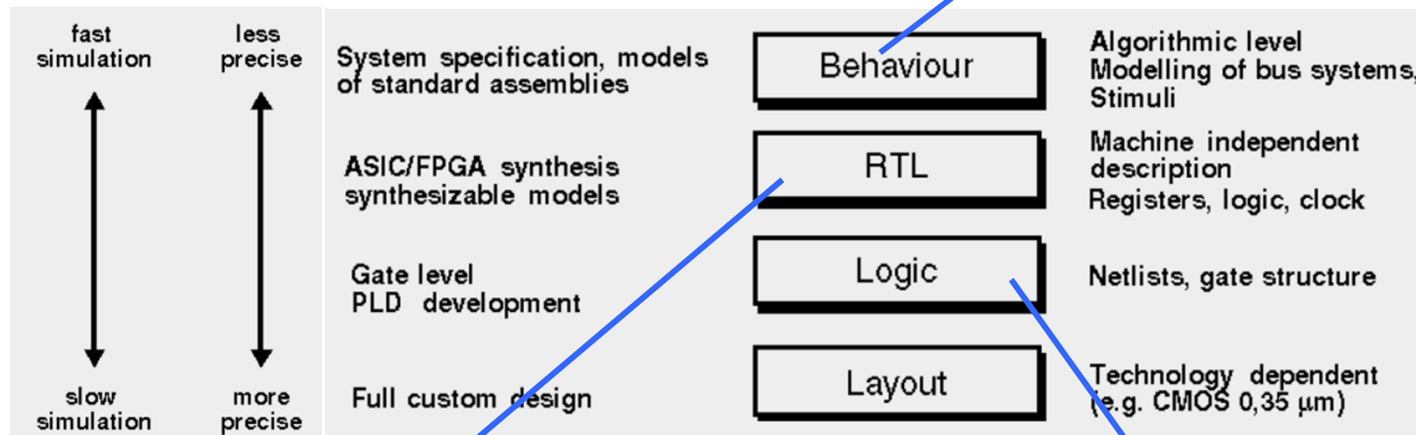 fast
simulation
less
precise
slow
simulation
more
precise
System specification, models
of standard assemblies
Behaviour
Algorithmic level
Modelling of bus systems,
Stimuli
ASIC/FPGA synthesis
synthesizable models
RTL
Machine independent
description
Registers, logic, clock
Gate level
PLD development
Logic
Netlists, gate structure
Full custom design
Layout
Technology dependent
(e.g. CMOS 0,35 µm)